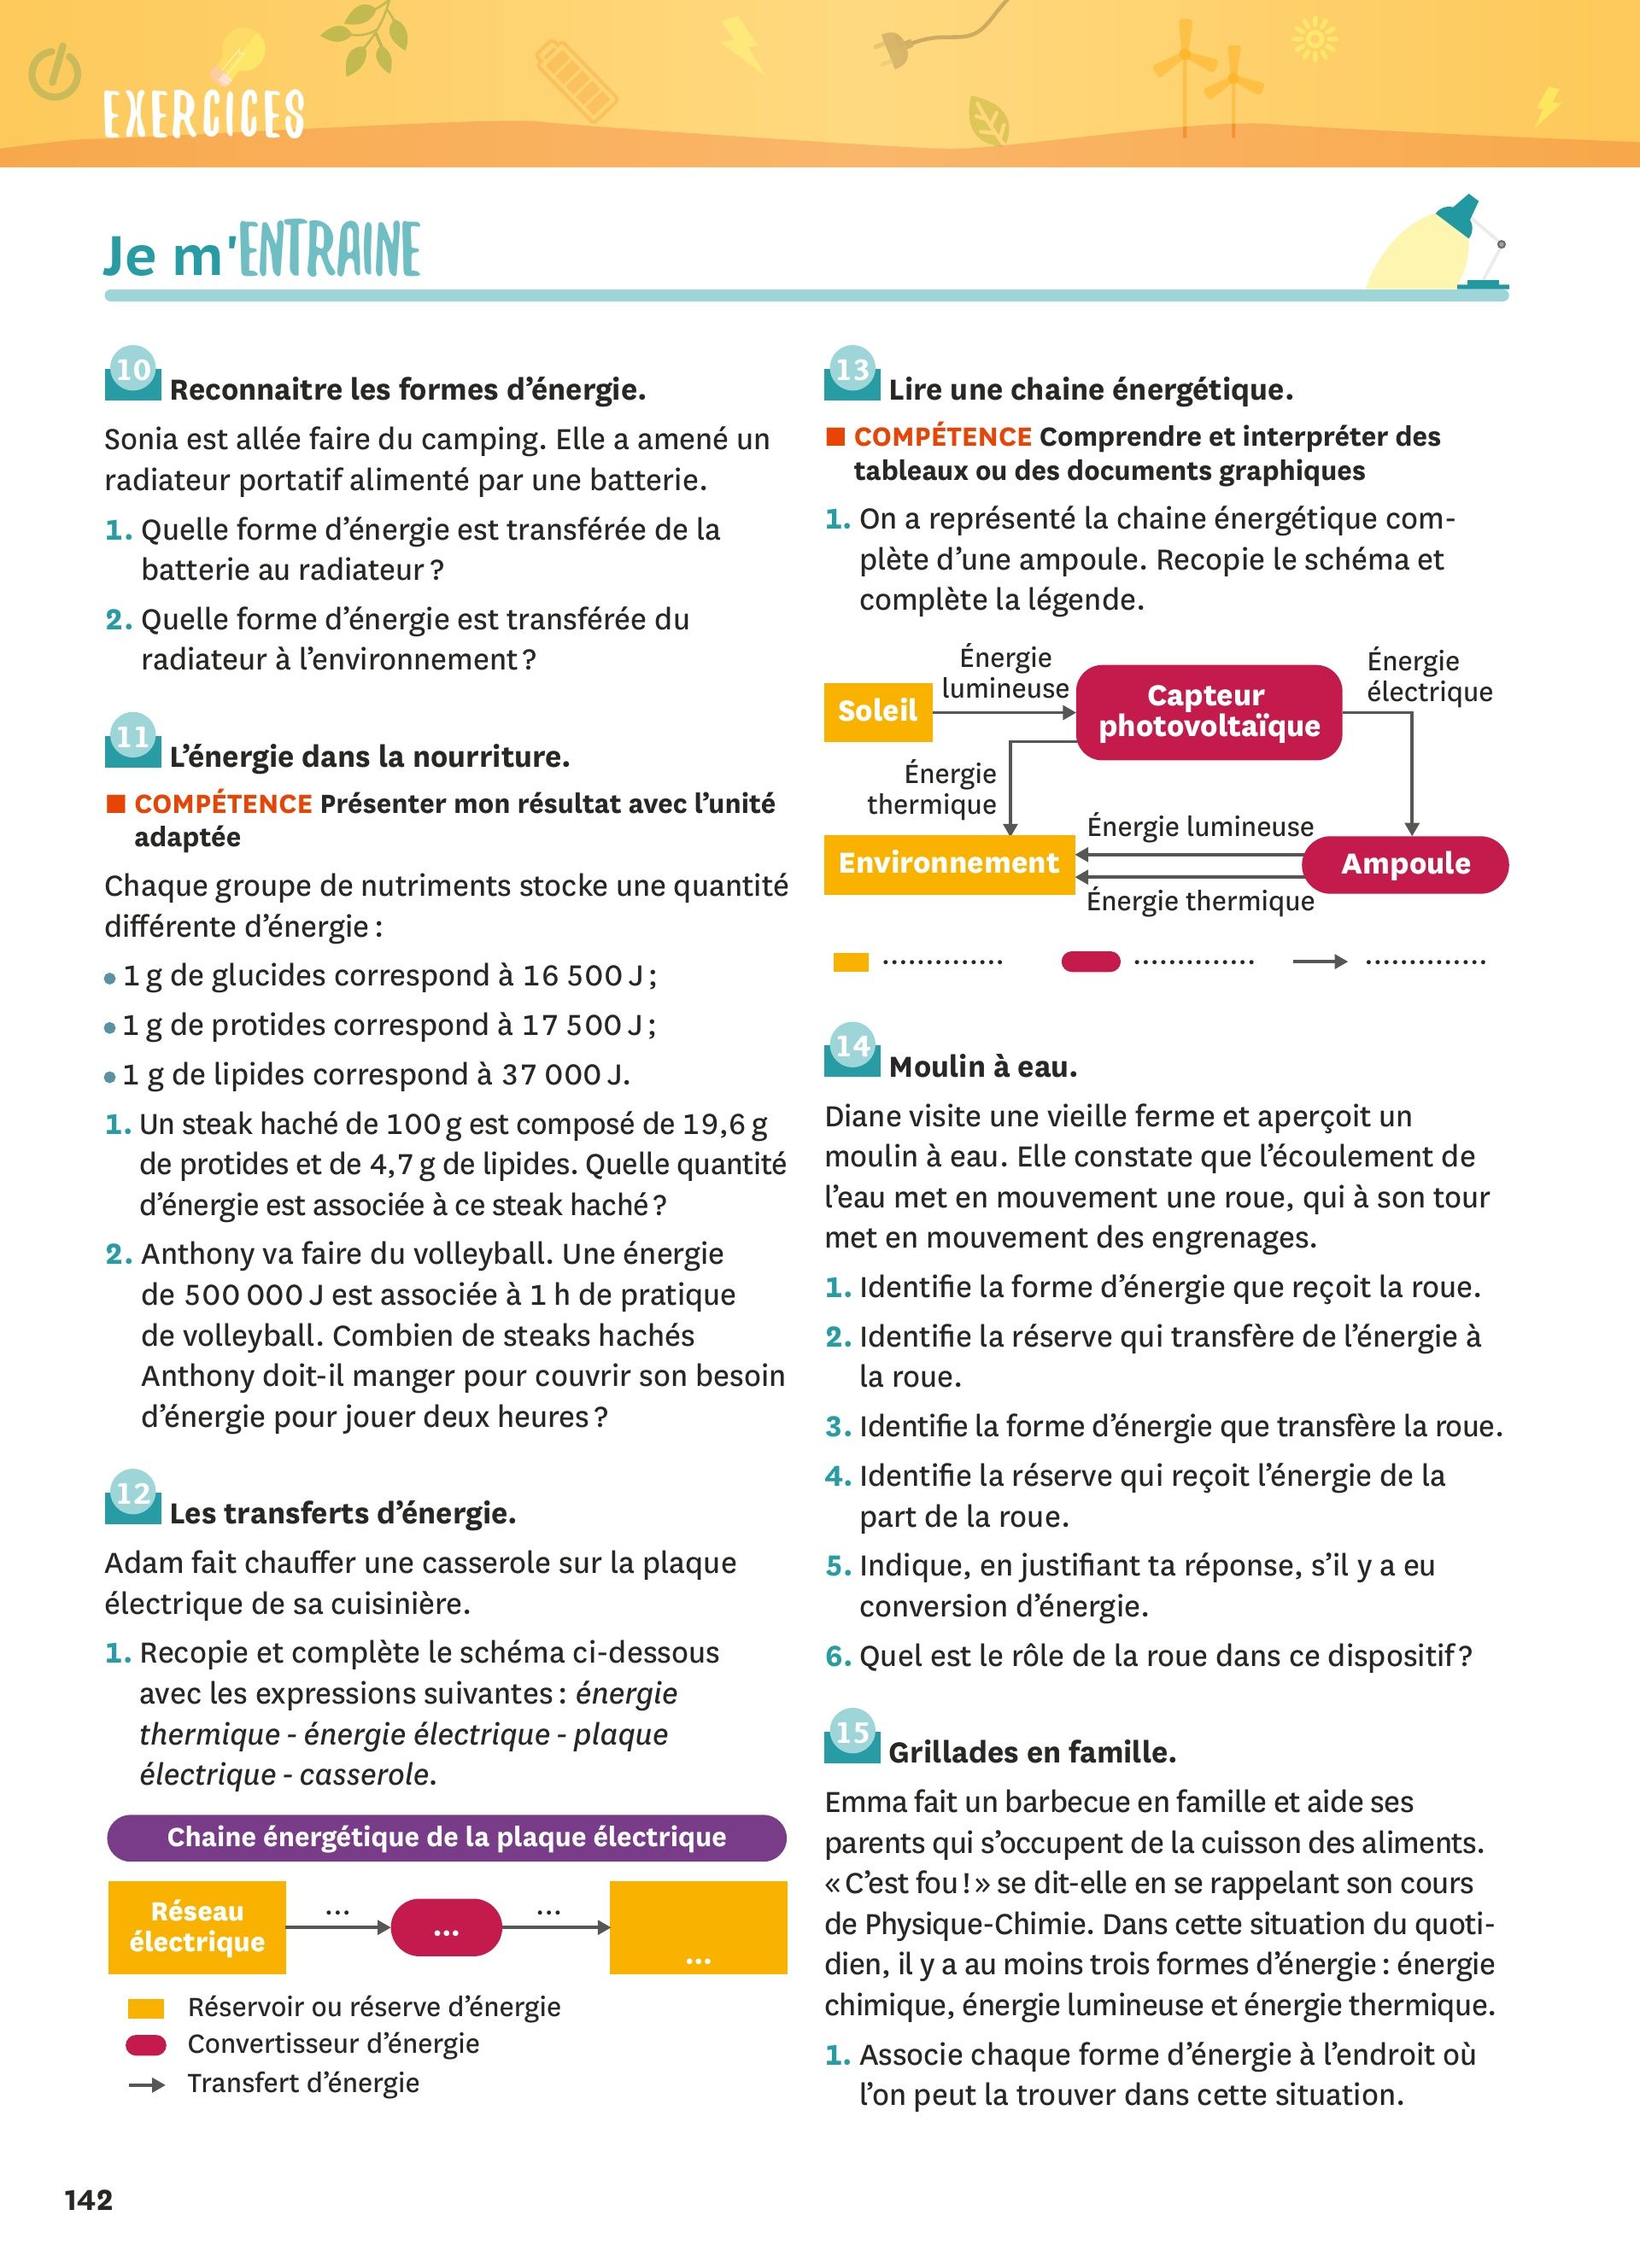 EXERCICES
Je m'ENTRAINE
10 Reconnaitre les formes d’énergie.
Sonia est allée faire du camping. Elle a amené un
radiateur portatif alimenté par une batterie.
1. Quelle forme d’énergie est transférée de la
batterie au radiateur ?
2. Quelle forme d’énergie est transférée du
radiateur à l’environnement ?
11 L’énergie dans la nourriture.
■ COMPÉTENCE Présenter mon résultat avec l’unité
adaptée
Chaque groupe de nutriments stocke une quantité
différente d’énergie :
• 1 g de glucides correspond à 16 500 J ;
• 1 g de protides correspond à 17 500 J ;
• 1 g de lipides correspond à 37 000 J.
1. Un steak haché de 100 g est composé de 19,6 g
de protides et de 4,7 g de lipides. Quelle quantité
d’énergie est associée à ce steak haché ?
2. Anthony va faire du volleyball. Une énergie
de 500 000 J est associée à 1 h de pratique
de volleyball. Combien de steaks hachés
Anthony doit-il manger pour couvrir son besoin
d’énergie pour jouer deux heures ?
12 Les transferts d’énergie.
Adam fait chauffer une casserole sur la plaque
électrique de sa cuisinière.
1. Recopie et complète le schéma ci-dessous
avec les expressions suivantes : énergie
thermique - énergie électrique - plaque
électrique - casserole.
Chaine énergétique de la plaque électrique
Réseau
électrique
...
...
...
...
Réservoir ou réserve d’énergie
Convertisseur d’énergie
Transfert d’énergie
13 Lire une chaine énergétique.
■ COMPÉTENCE Comprendre et interpréter des
tableaux ou des documents graphiques
1. On a représenté la chaine énergétique com-
plète d’une ampoule. Recopie le schéma et
complète la légende.
Soleil
Énergie
lumineuse
Capteur
photovoltaïque
Énergie
électrique
Énergie
thermique
Environnement
Énergie lumineuse
Énergie thermique
Ampoule
.............. .............. ..............
14 Moulin à eau.
Diane visite une vieille ferme et aperçoit un
moulin à eau. Elle constate que l’écoulement de
l’eau met en mouvement une roue, qui à son tour
met en mouvement des engrenages.
1. Identifie la forme d’énergie que reçoit la roue.
2. Identifie la réserve qui transfère de l’énergie à
la roue.
3. Identifie la forme d’énergie que transfère la roue.
4. Identifie la réserve qui reçoit l’énergie de la
part de la roue.
5. Indique, en justifiant ta réponse, s’il y a eu
conversion d’énergie.
6. Quel est le rôle de la roue dans ce dispositif ?
15 Grillades en famille.
Emma fait un barbecue en famille et aide ses
parents qui s’occupent de la cuisson des aliments.
« C’est fou ! » se dit-elle en se rappelant son cours
de Physique-Chimie. Dans cette situation du quoti-
dien, il y a au moins trois formes d’énergie : énergie
chimique, énergie lumineuse et énergie thermique.
1. Associe chaque forme d’énergie à l’endroit où
l’on peut la trouver dans cette situation.
142